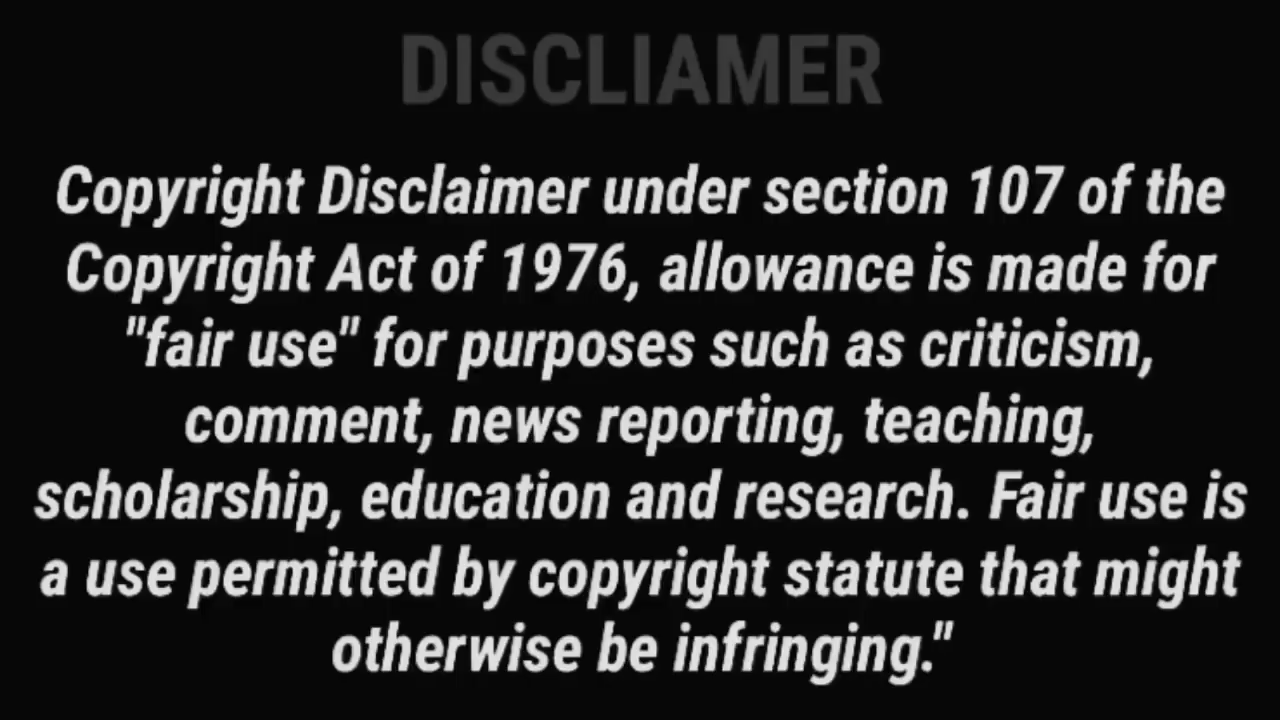 DISCLIAMER
Copyright Disclaimer under section 107 of the
Copyright Act of 1976, allowance is made for
"fair use" for purposes such as criticism,
comment, news reporting, teaching,
scholarship, education and research. Fair use is
a use permitted by copyright statute that might
otherwise be infringing."